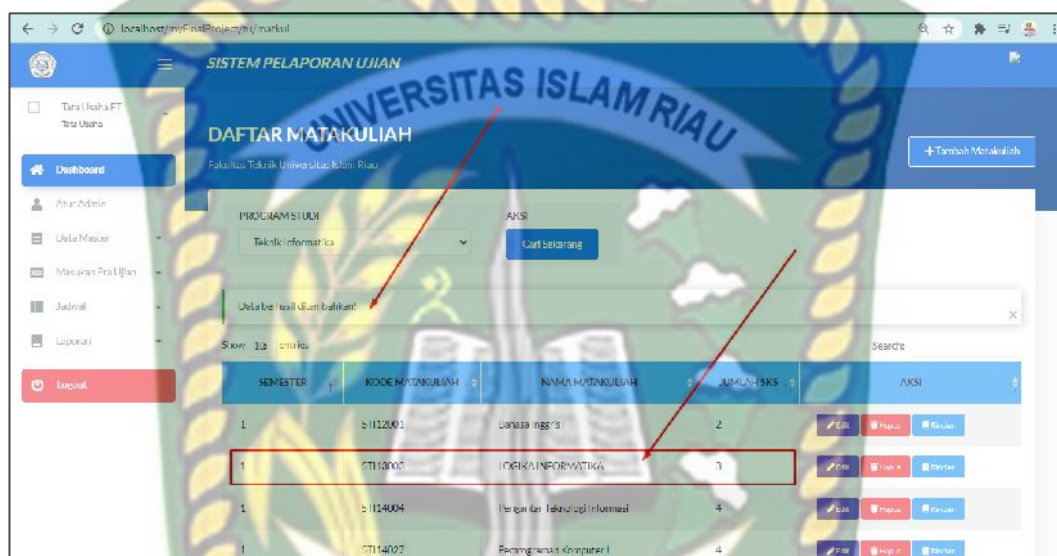 localhost/myFinalProject/tu/matkul
SISTEM PELAPORAN UJIAN
UNIVERSITAS ISLAM RIAU
Tata Usaha FT
Tata Usaha
DAFTAR MATAKULIAH
Fakultas Teknik Universitas Islam Riau
+ Tambah Matakuliah
Dashboard
Atur Admin
Data Master
Masukan Pra Ujian
Jadwal
Laporan
Logout
PROGRAM STUDI
AKSI
Teknik Informatika
Cari Sekarang
Data berhasil ditambahkan!
×
Show 10 entries
Search:
SEMESTER KODE MATAKULIAH NAMA MATAKULIAH JUMLAH SKS AKSI
1 STI12001 Bahasa Inggris I 2 Edit Hapus Rincian
1 STI13003 LOGIKA INFORMATIKA 3 Edit Hapus Rincian
1 STI14004 Pengantar Teknologi Informasi 4 Edit Hapus Rincian
1 STI14027 Pemrograman Komputer I 4 Edit Hapus Rincian